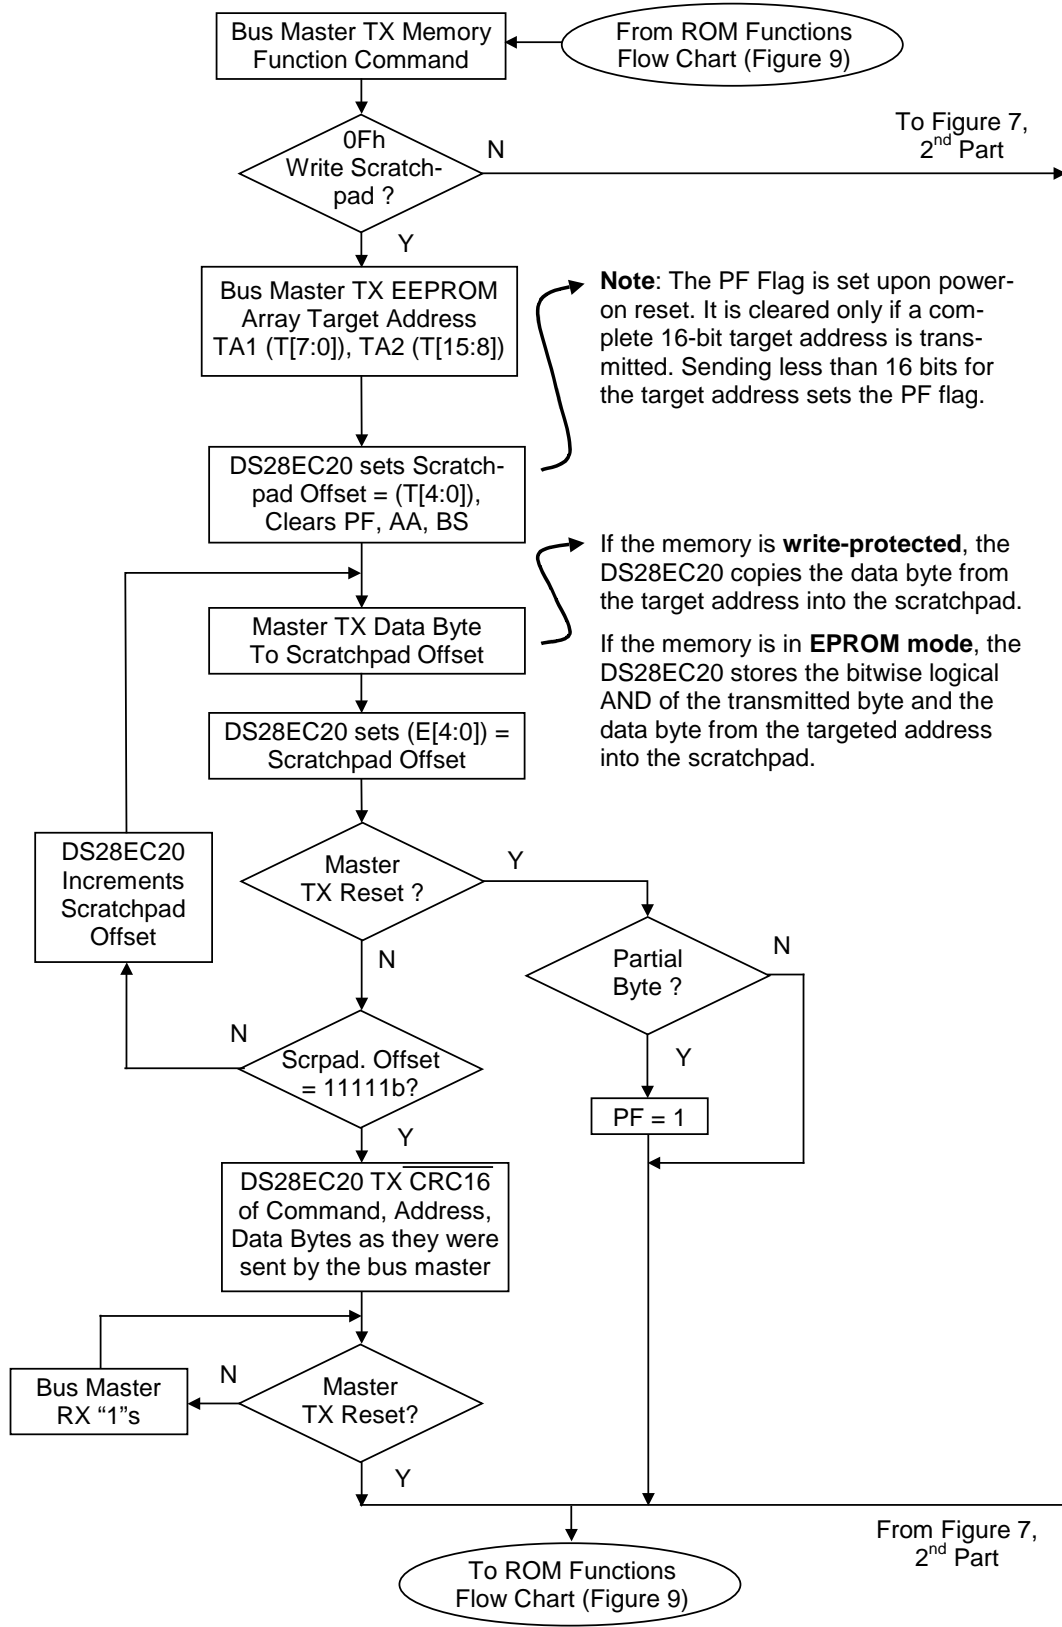 Bus Master TX Memory
Function Command
From ROM Functions
Flow Chart (Figure 9)
To Figure 7,
2nd Part
0Fh
Write Scratch-
pad ?
N
Y
Bus Master TX EEPROM
Array Target Address
TA1 (T[7:0]), TA2 (T[15:8])
Note: The PF Flag is set upon power-
on reset. It is cleared only if a com-
plete 16-bit target address is trans-
mitted. Sending less than 16 bits for
the target address sets the PF flag.
DS28EC20 sets Scratch-
pad Offset = (T[4:0]),
Clears PF, AA, BS
If the memory is write-protected, the
DS28EC20 copies the data byte from
the target address into the scratchpad.
If the memory is in EPROM mode, the
DS28EC20 stores the bitwise logical
AND of the transmitted byte and the
data byte from the targeted address
into the scratchpad.
Master TX Data Byte
To Scratchpad Offset
DS28EC20 sets (E[4:0]) =
Scratchpad Offset
DS28EC20
Increments
Scratchpad
Offset
Master
TX Reset ?
Y
N
Partial
Byte ?
N
Y
PF = 1
Scrpad. Offset
= 11111b?
N
Y
DS28EC20 TX CRC16
of Command, Address,
Data Bytes as they were
sent by the bus master
Bus Master
RX “1”s
N
Master
TX Reset?
Y
From Figure 7,
2nd Part
To ROM Functions
Flow Chart (Figure 9)